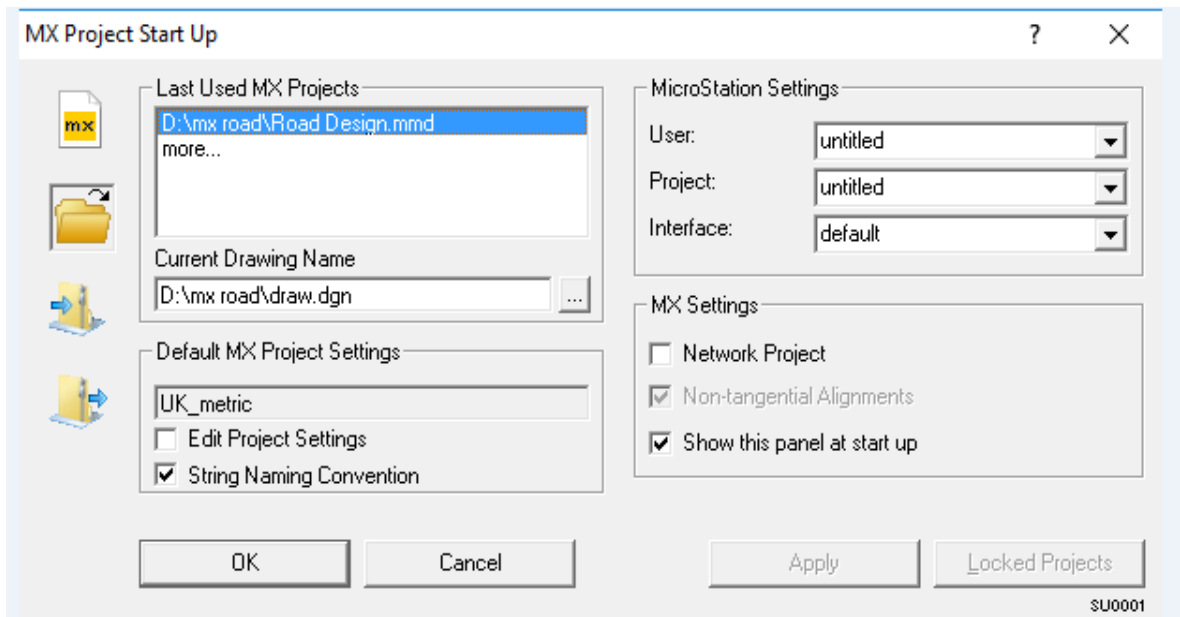 MX Project Start Up
?
mx
Last Used MX Projects
D:\mx road\Road Design.mmd
more...
Current Drawing Name
D:\mx road\draw.dgn
...
Default MX Project Settings
UK_metric
Edit Project Settings
String Naming Convention
MicroStation Settings
User: untitled
Project: untitled
Interface: default
MX Settings
Network Project
Non-tangential Alignments
Show this panel at start up
OK Cancel Apply Locked Projects
SU0001